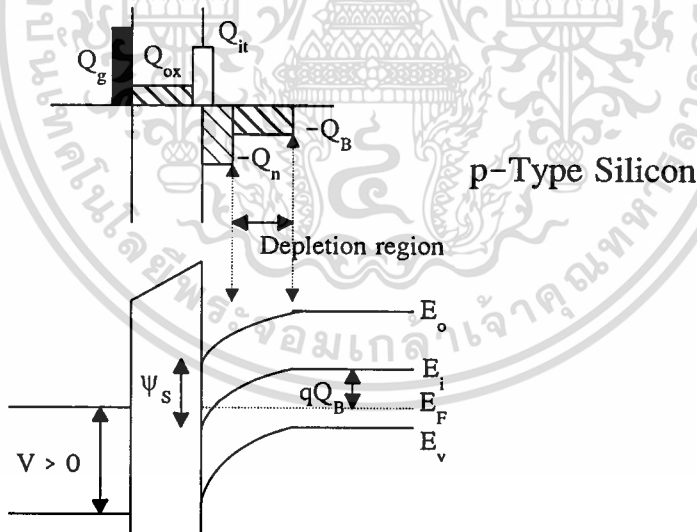 Q_it
Q_ox
Q_g
-Q_B
-Q_n
p-Type Silicon
Depletion region
E_o
Ψ_S
E_i
qQ_B
E_F
E_v
V > 0